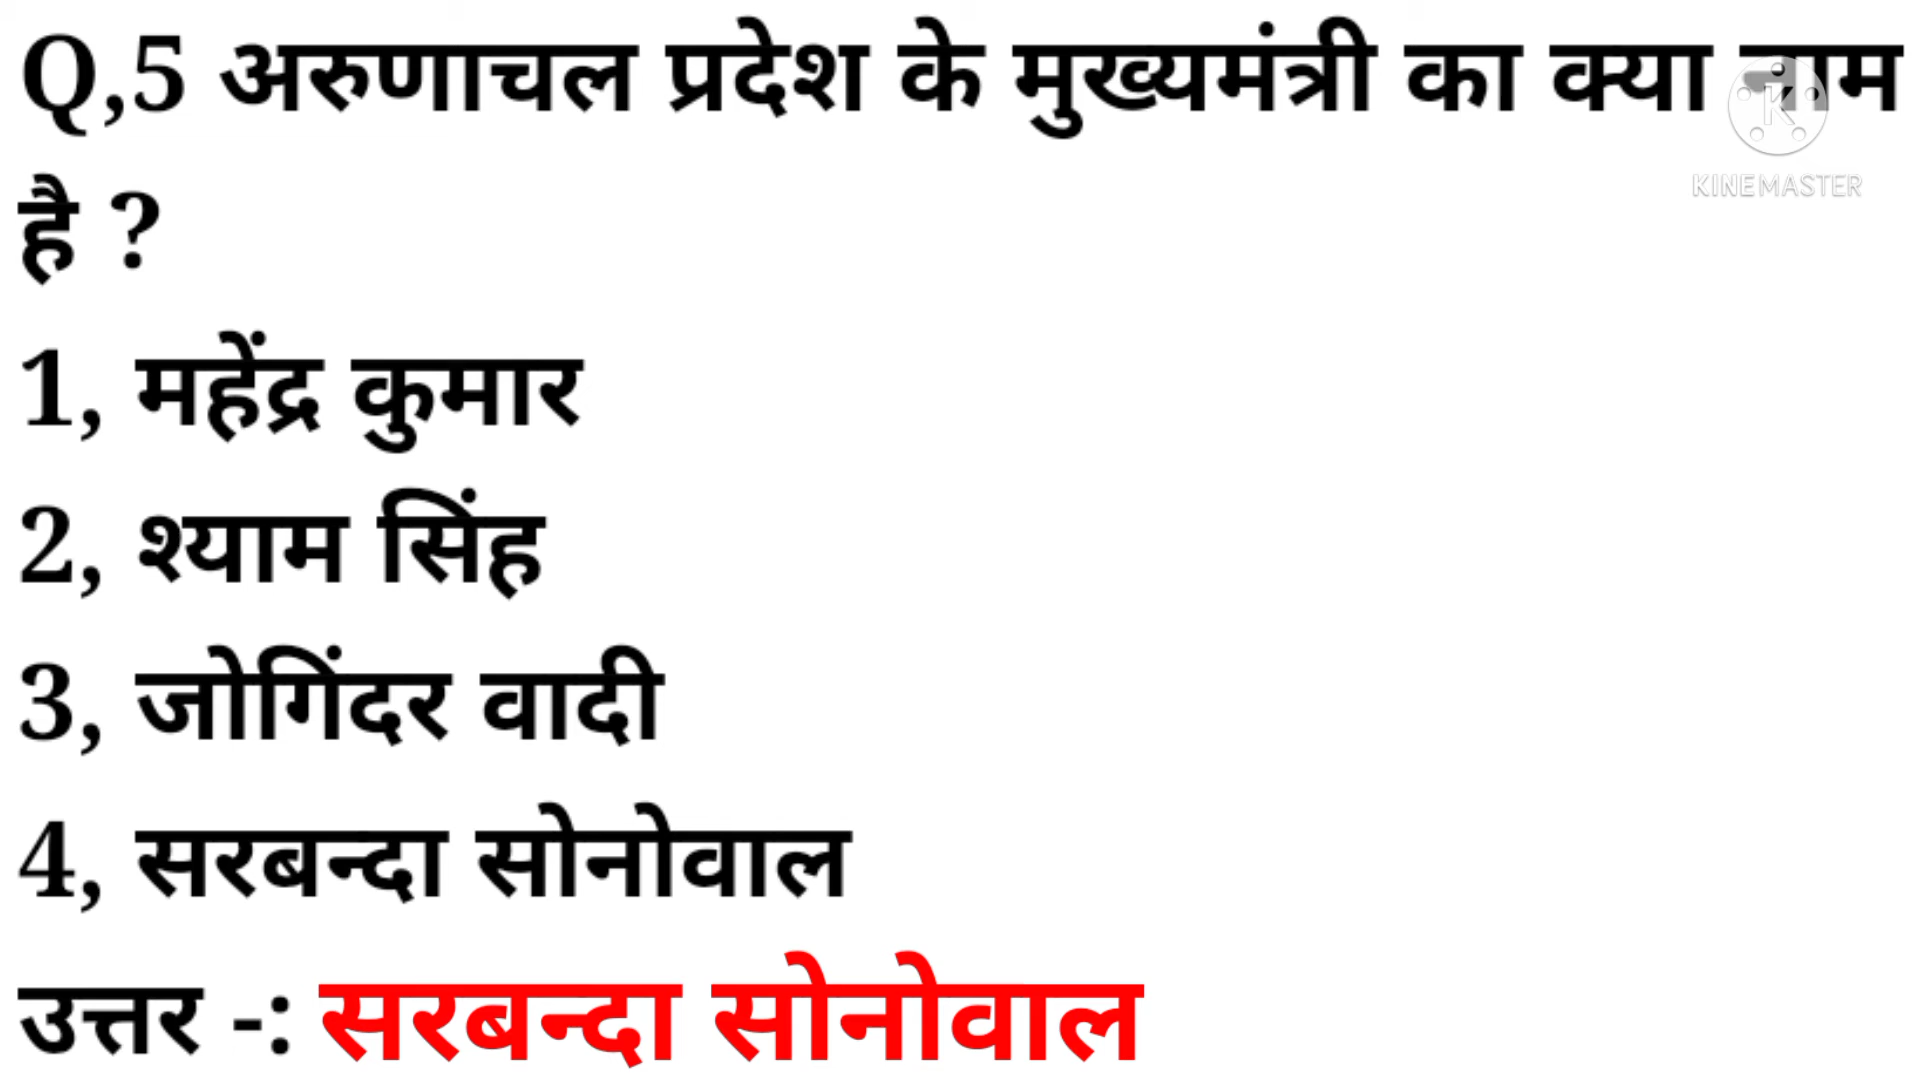 Q,5 अरुणाचल प्रदेश के मुख्यमंत्री का क्या नाम
है ?
1, महेंद्र कुमार
2, श्याम सिंह
3, जोगिंदर वादी
4, सरबन्दा सोनोवाल
उत्तर -: सरबन्दा सोनोवाल
K
KINEMASTER